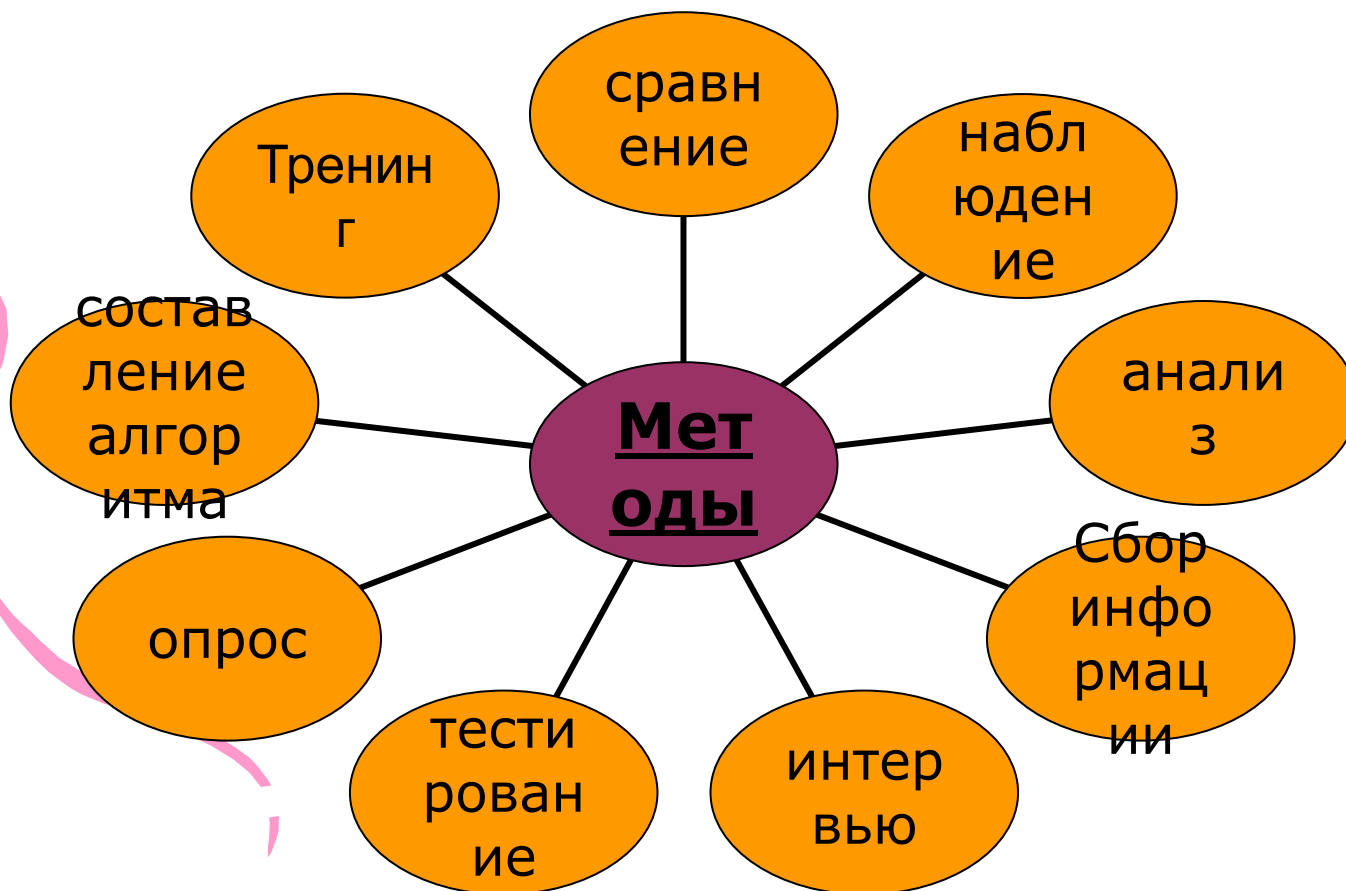 сравн
ение
набл
юден
ие
анали
з
Сбор
инфо
рмац
ии
интер
вью
тести
рован
ие
опрос
состав
ление
алгор
итма
Тренин
г
Мет
оды